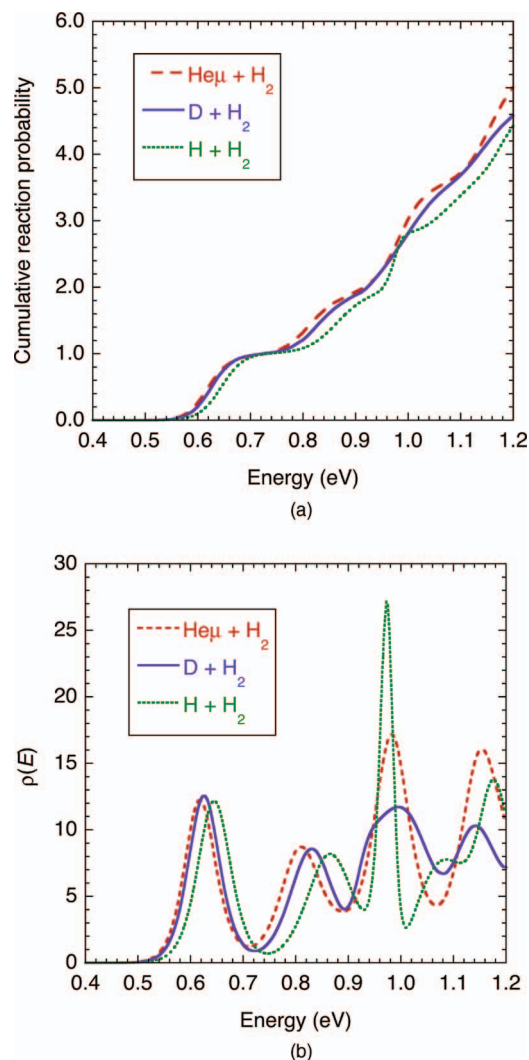 6.0
5.0
4.0
3.0
2.0
1.0
0.0
Cumulative reaction probability
Heμ + H₂
D + H₂
H + H₂
0.4 0.5 0.6 0.7 0.8 0.9 1.0 1.1 1.2
Energy (eV)
(a)
30
25
20
15
10
5
0
ρ(E)
Heμ + H₂
D + H₂
H + H₂
0.4 0.5 0.6 0.7 0.8 0.9 1.0 1.1 1.2
Energy (eV)
(b)